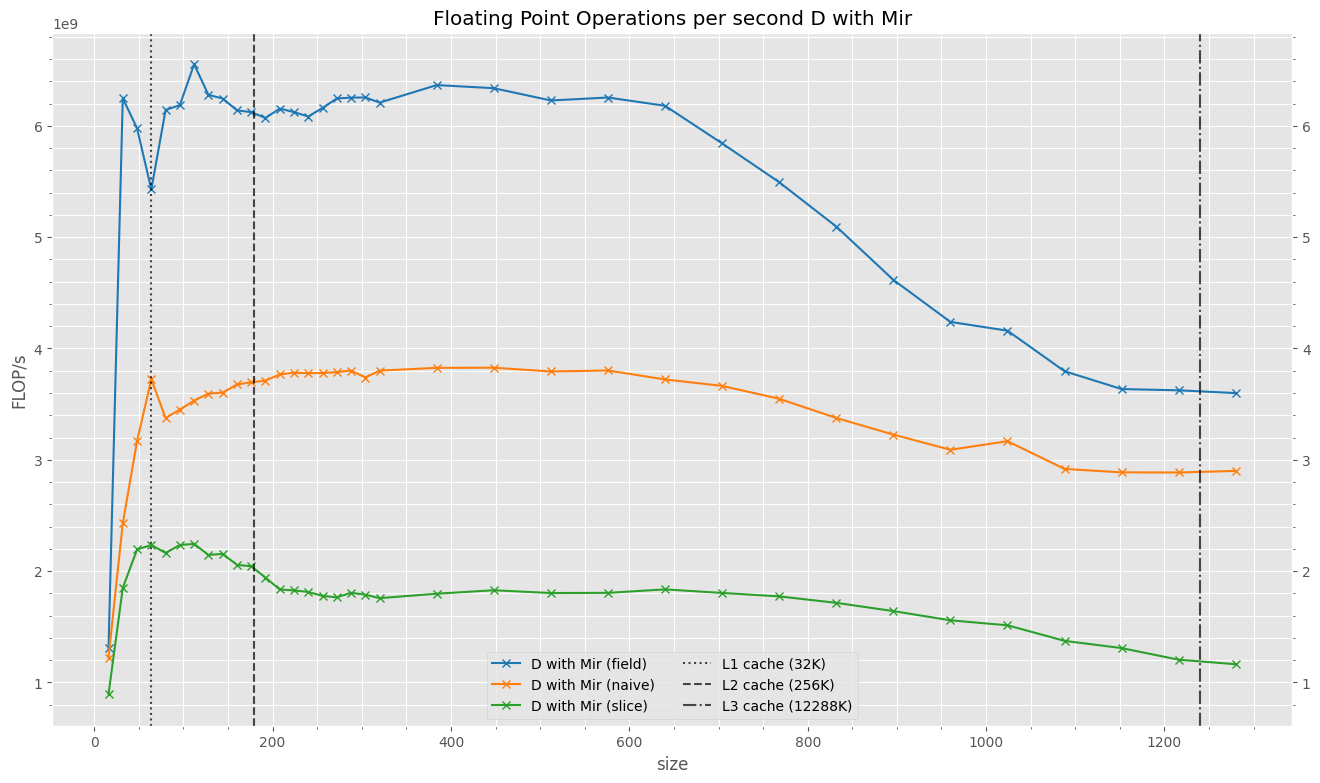 Floating Point Operations per second D with Mir
1e9
6
5
4
3
2
1
FLOP/s
6
5
4
3
2
1
D with Mir (field)
D with Mir (naive)
D with Mir (slice)
L1 cache (32K)
L2 cache (256K)
L3 cache (12288K)
0 200 400 600 800 1000 1200
size